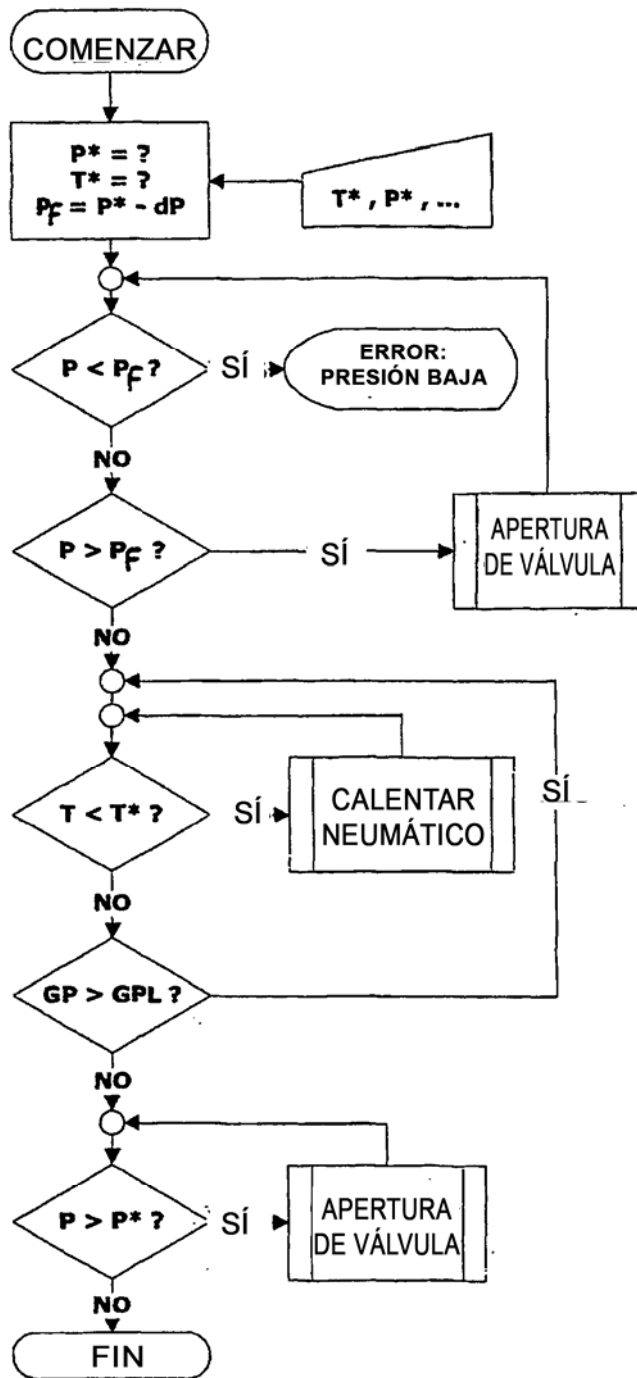 COMENZAR
P* = ?
T* = ?
Pf = P* - dP
T* , P* , ...
P < Pf ?
SÍ
ERROR:
PRESIÓN BAJA
NO
P > Pf ?
SÍ
APERTURA
DE VÁLVULA
NO
T < T* ?
SÍ
CALENTAR
NEUMÁTICO
SÍ
NO
GP > GPL ?
NO
P > P* ?
SÍ
APERTURA
DE VÁLVULA
NO
FIN